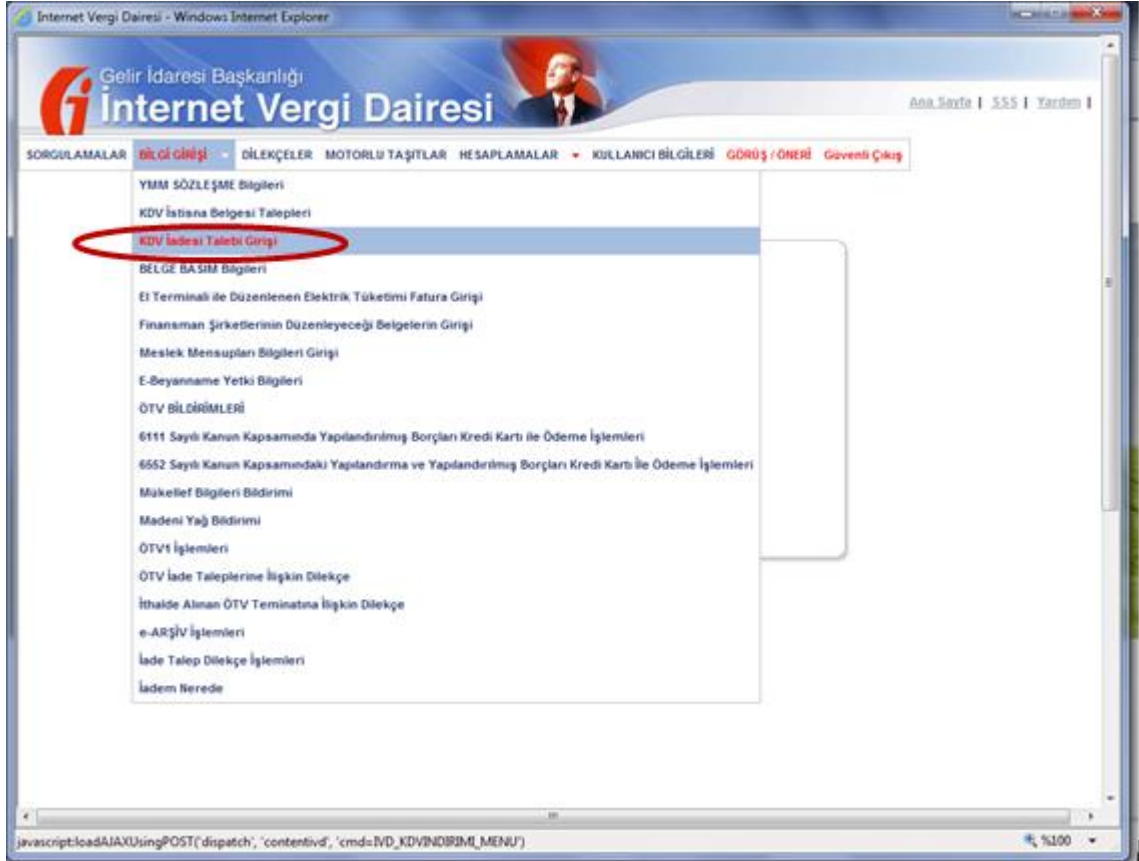 Internet Vergi Dairesi - Windows Internet Explorer
Gelir İdaresi Başkanlığı
İnternet Vergi Dairesi
Ana Sayfa | SSS | Yardım |
SORGULAMALAR BİLGİ GİRİŞİ DİLEKÇELER MOTORLU TAŞITLAR HESAPLAMALAR KULLANICI BİLGİLERİ GÖRÜŞ / ÖNERİ Güvenli Çıkış
YMM SÖZLEŞME Bilgileri
KDV İstisna Belgesi Talepleri
KDV İadesi Talebi Girişi
BELGE BASIM Bilgileri
El Terminali ile Düzenlenen Elektrik Tüketimi Fatura Girişi
Finansman Şirketlerinin Düzenleyeceği Belgelerin Girişi
Meslek Mensupları Bilgileri Girişi
E-Beyanname Yetki Bilgileri
ÖTV BİLDİRİMLERİ
6111 Sayılı Kanun Kapsamında Yapılandırılmış Borçları Kredi Kartı ile Ödeme İşlemleri
6552 Sayılı Kanun Kapsamındaki Yapılandırma ve Yapılandırılmış Borçları Kredi Kartı İle Ödeme İşlemleri
Mükellef Bilgileri Bildirimi
Madeni Yağ Bildirimi
ÖTV1 İşlemleri
ÖTV İade Taleplerine İlişkin Dilekçe
İthalde Alınan ÖTV Teminatına İlişkin Dilekçe
e-ARŞİV İşlemleri
İade Talep Dilekçe İşlemleri
İadem Nerede
javascript:loadAJAXUsingPOST('dispatch', 'contentivd', 'cmd=IVD_KDVINDIRIMI_MENU') %100